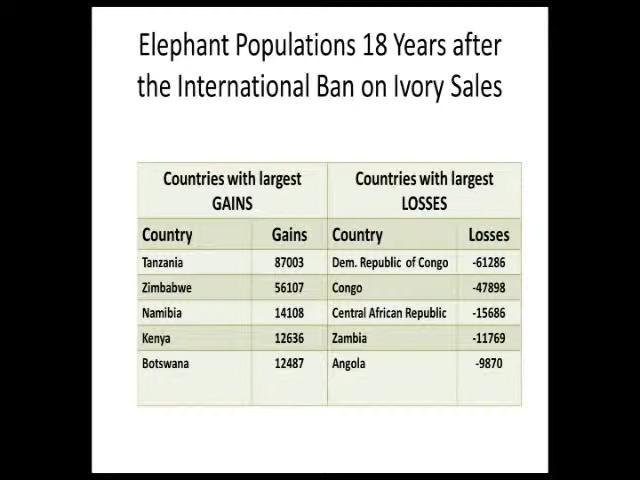 Elephant Populations 18 Years after
the International Ban on Ivory Sales
Countries with largest GAINS Countries with largest LOSSES
Country Gains Country Losses
Tanzania 87003 Dem. Republic of Congo -61286
Zimbabwe 56107 Congo -47898
Namibia 14108 Central African Republic -15686
Kenya 12636 Zambia -11769
Botswana 12487 Angola -9870